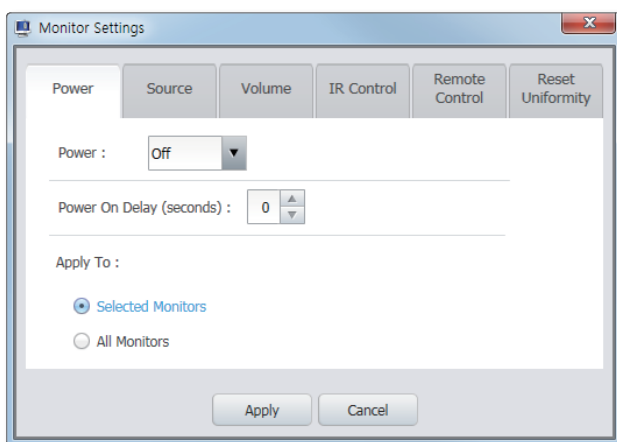 Monitor Settings
Power
Source
Volume
IR Control
Remote
Control
Reset
Uniformity
Power :
Off
Power On Delay (seconds) :
0
Apply To :
Selected Monitors
All Monitors
Apply
Cancel